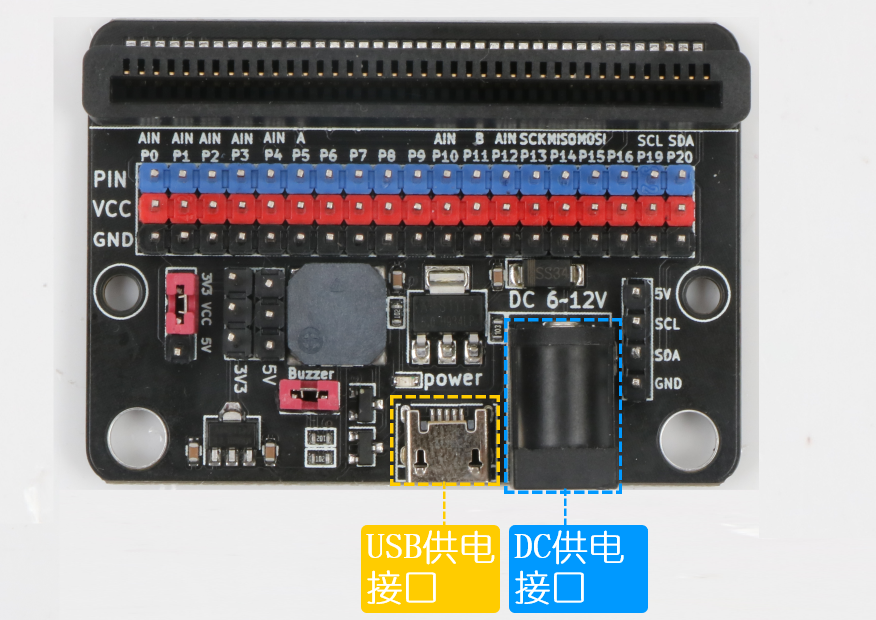 AIN AIN AIN AIN AIN A AIN B AIN SCK MISO MOSI SCL SDA
P0 P1 P2 P3 P4 P5 P6 P7 P8 P9 P10 P11 P12 P13 P14 P15 P16 P19 P20
PIN
VCC
GND
3V3 VCC 5V
3V3
5V
Buzzer
power
SS34
DC 6~12V
5V
SCL
SDA
GND
USB供电
接口
DC供电
接口